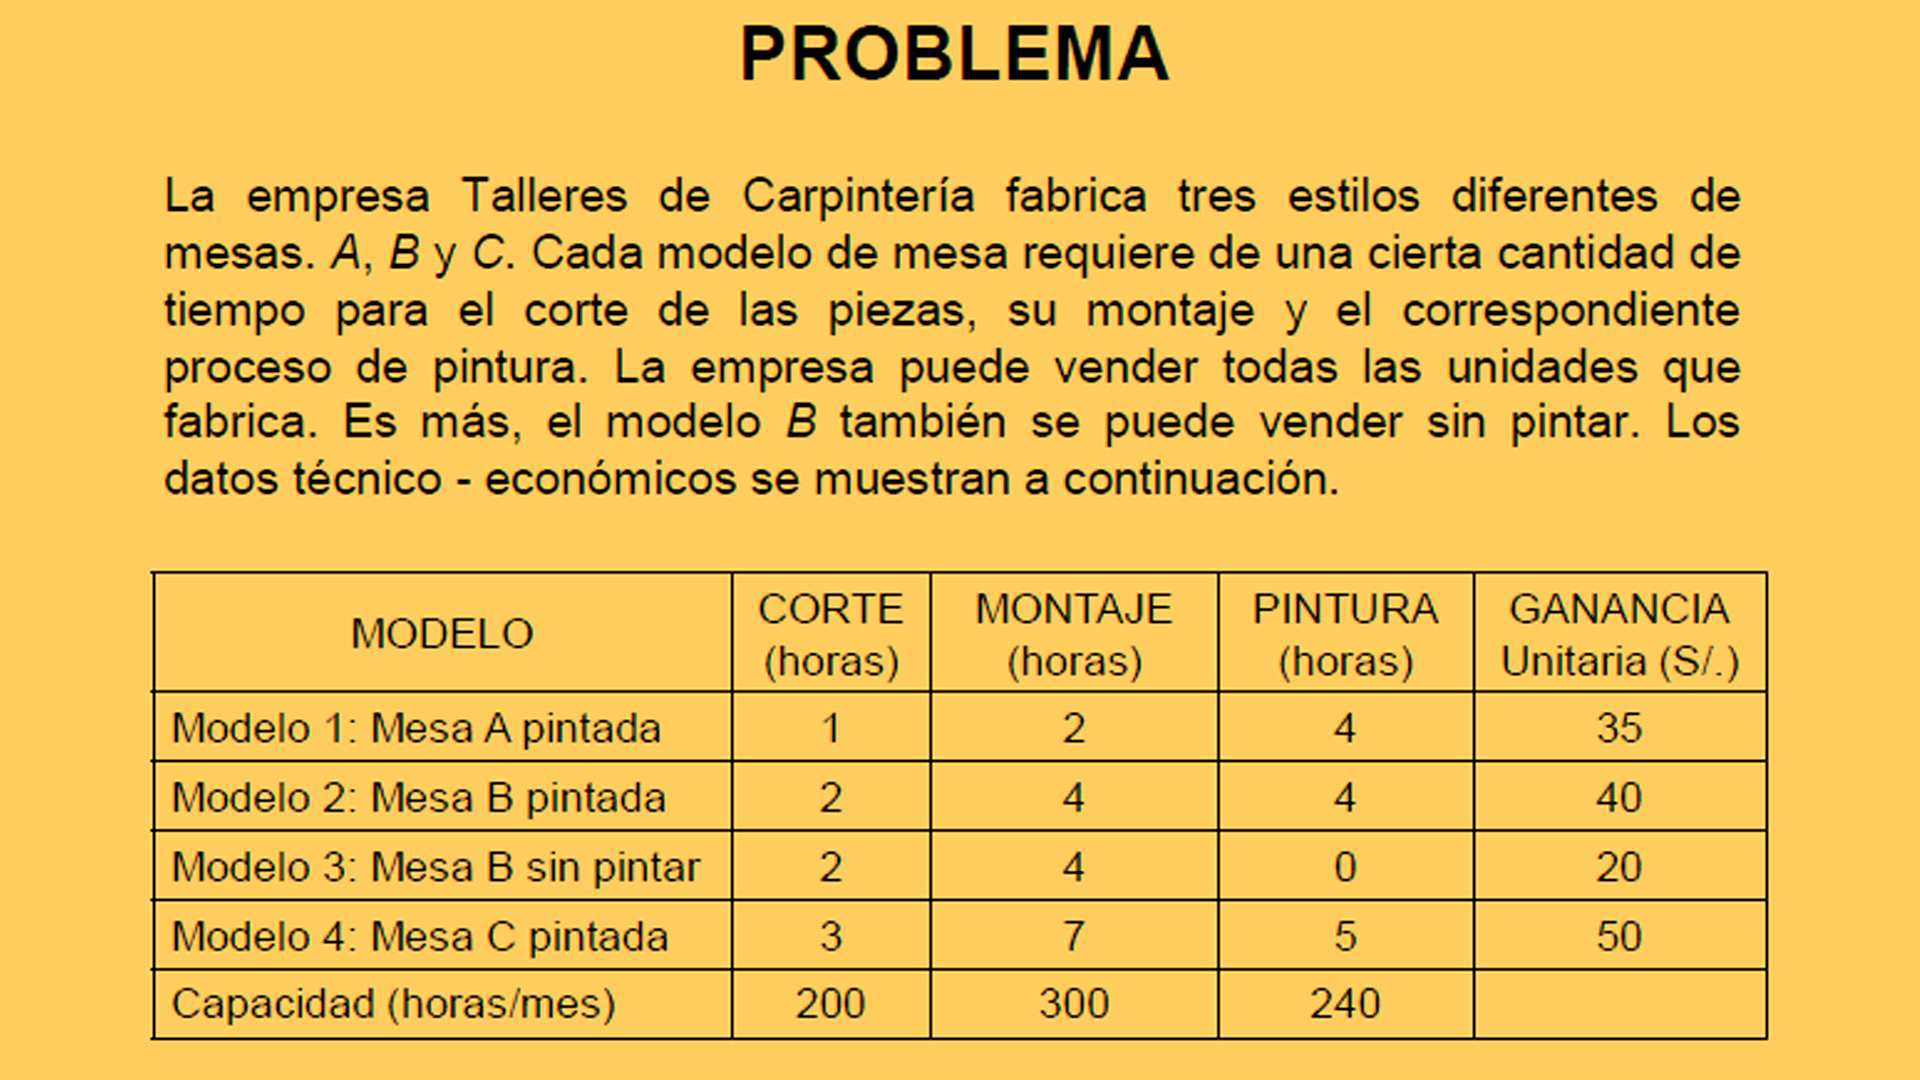 PROBLEMA
La empresa Talleres de Carpintería fabrica tres estilos diferentes de
mesas. A, B y C. Cada modelo de mesa requiere de una cierta cantidad de
tiempo para el corte de las piezas, su montaje y el correspondiente
proceso de pintura. La empresa puede vender todas las unidades que
fabrica. Es más, el modelo B también se puede vender sin pintar. Los
datos técnico - económicos se muestran a continuación.
MODELO CORTE (horas) MONTAJE (horas) PINTURA (horas) GANANCIA Unitaria (S/.)
Modelo 1: Mesa A pintada 1 2 4 35
Modelo 2: Mesa B pintada 2 4 4 40
Modelo 3: Mesa B sin pintar 2 4 0 20
Modelo 4: Mesa C pintada 3 7 5 50
Capacidad (horas/mes) 200 300 240